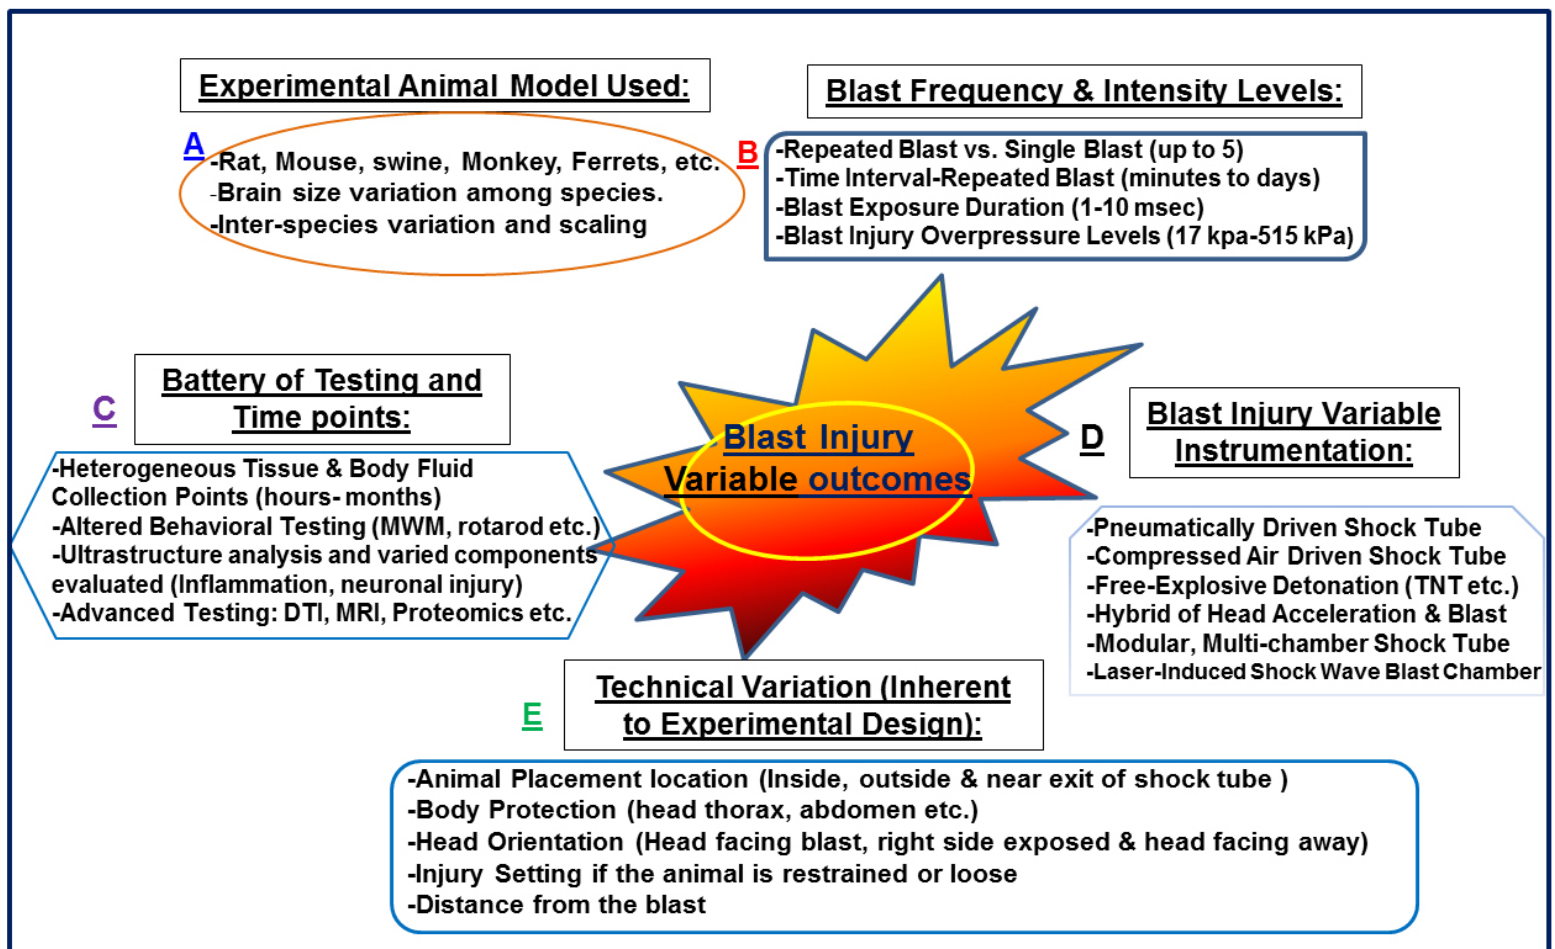 Experimental Animal Model Used:
A
-Rat, Mouse, swine, Monkey, Ferrets, etc.
-Brain size variation among species.
-Inter-species variation and scaling
Blast Frequency & Intensity Levels:
B
-Repeated Blast vs. Single Blast (up to 5)
-Time Interval-Repeated Blast (minutes to days)
-Blast Exposure Duration (1-10 msec)
-Blast Injury Overpressure Levels (17 kpa-515 kPa)
Battery of Testing and
Time points:
C
-Heterogeneous Tissue & Body Fluid
Collection Points (hours- months)
-Altered Behavioral Testing (MWM, rotarod etc.)
-Ultrastructure analysis and varied components
evaluated (Inflammation, neuronal injury)
-Advanced Testing: DTI, MRI, Proteomics etc.
Blast Injury
Variable outcomes
D
Blast Injury Variable
Instrumentation:
-Pneumatically Driven Shock Tube
-Compressed Air Driven Shock Tube
-Free-Explosive Detonation (TNT etc.)
-Hybrid of Head Acceleration & Blast
-Modular, Multi-chamber Shock Tube
-Laser-Induced Shock Wave Blast Chamber
E
Technical Variation (Inherent
to Experimental Design):
-Animal Placement location (Inside, outside & near exit of shock tube )
-Body Protection (head thorax, abdomen etc.)
-Head Orientation (Head facing blast, right side exposed & head facing away)
-Injury Setting if the animal is restrained or loose
-Distance from the blast